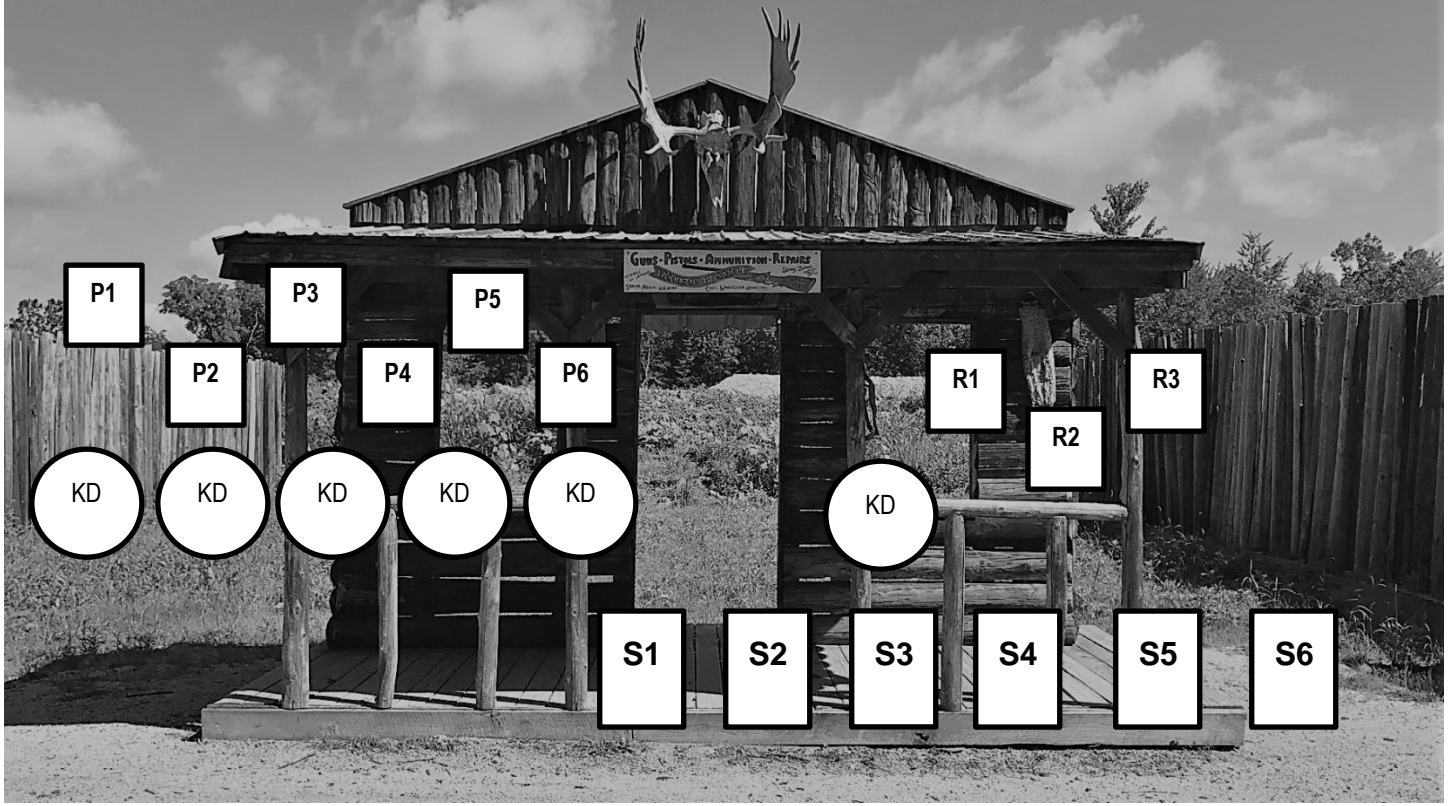 GUNS · PISTOLS · AMMUNITION · REPAIRS
P1
P3
P5
P2
P4
P6
R1
R3
R2
KD
KD
KD
KD
KD
KD
S1
S2
S3
S4
S5
S6